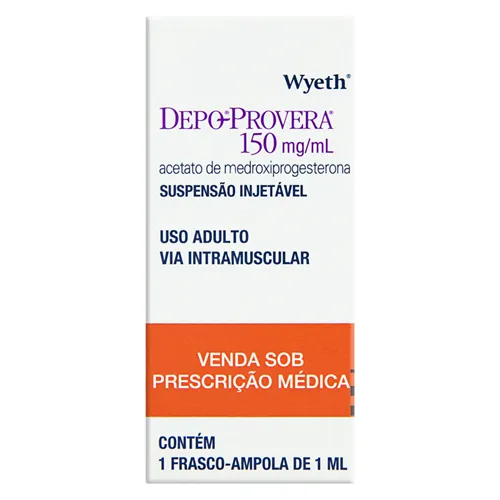 Wyeth®
DEPO®-PROVERA®
150 mg/mL
acetato de medroxiprogesterona
SUSPENSÃO INJETÁVEL
USO ADULTO
VIA INTRAMUSCULAR
VENDA SOB
PRESCRIÇÃO MÉDICA
CONTÉM
1 FRASCO-AMPOLA DE 1 ML